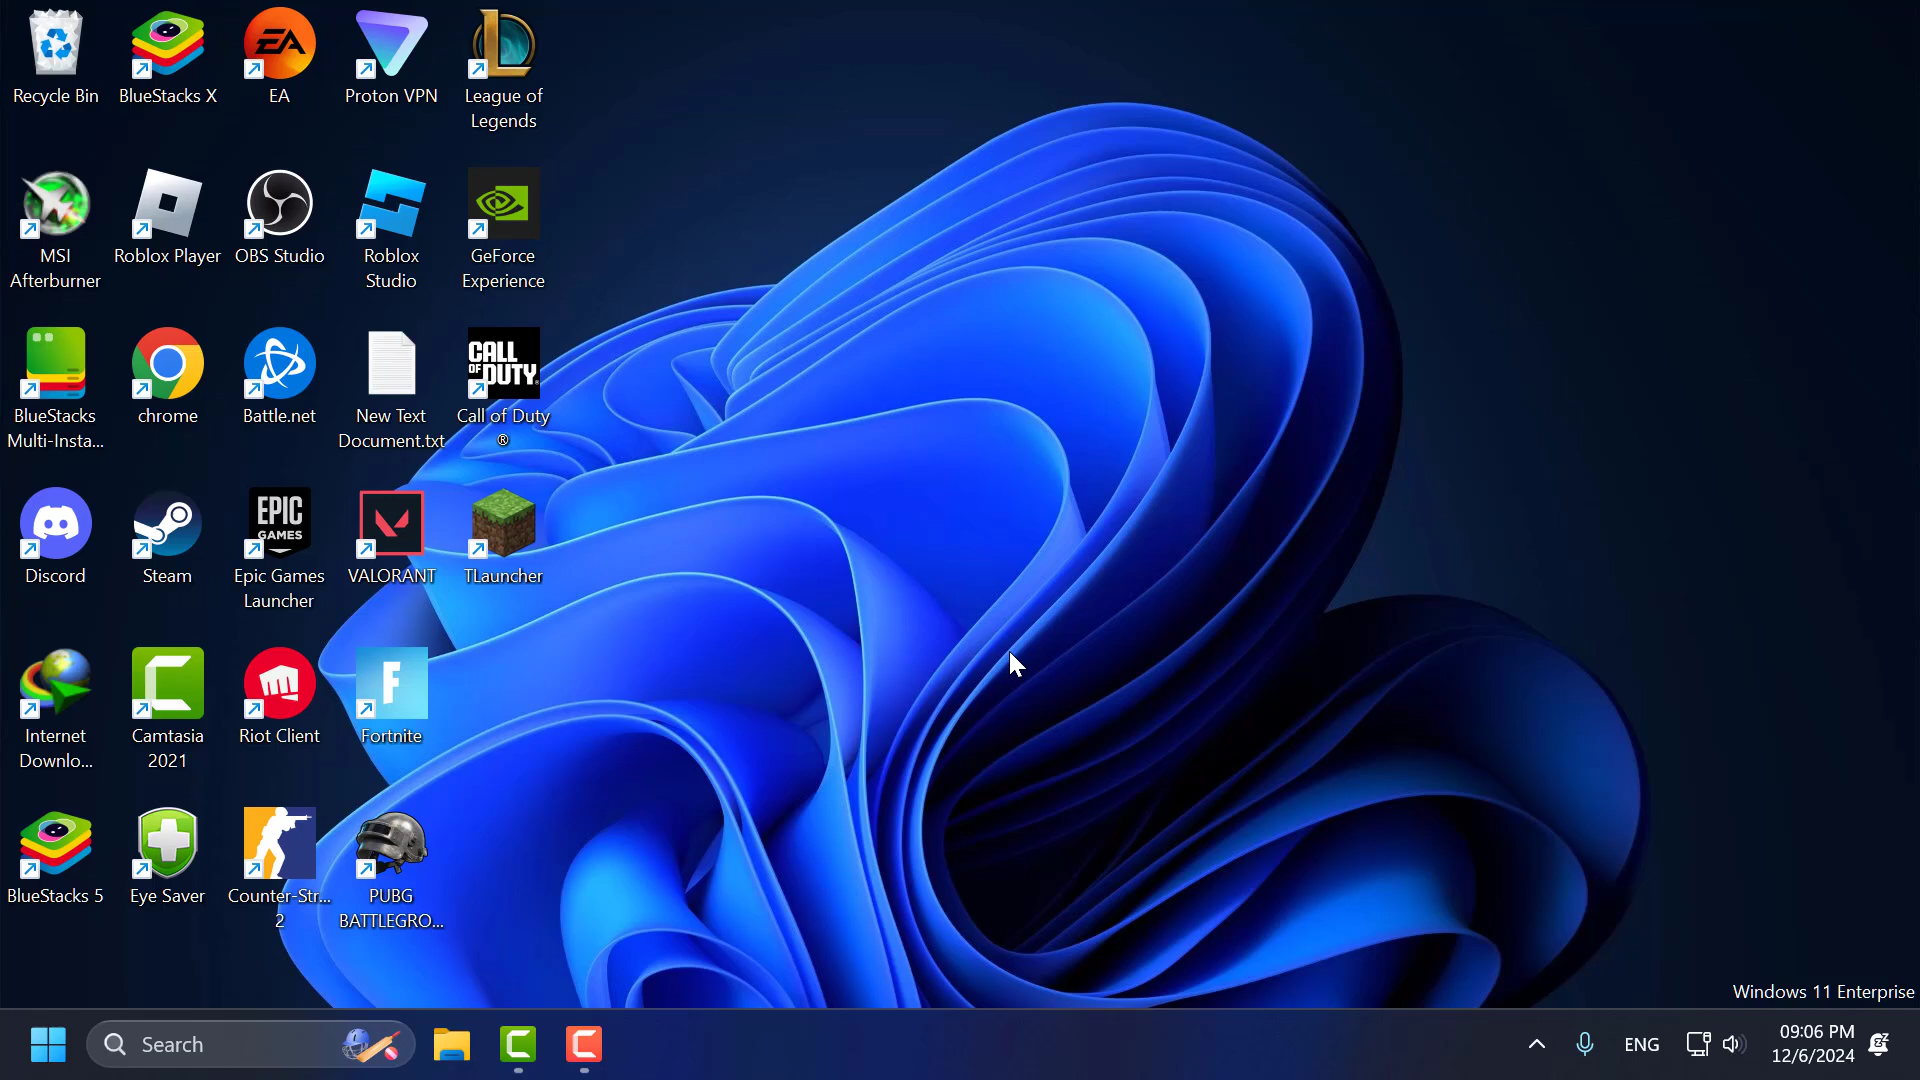 Recycle Bin
BlueStacks X
EA
Proton VPN
League of
Legends
MSI
Afterburner
Roblox Player
OBS Studio
Roblox
Studio
GeForce
Experience
BlueStacks
Multi-Insta...
chrome
Battle.net
New Text
Document.txt
CALL
OF DUTY
Call of Duty
®
Discord
Steam
EPIC
GAMES
Epic Games
Launcher
VALORANT
TLauncher
Internet
Downlo...
Camtasia
2021
Riot Client
F
Fortnite
BlueStacks 5
Eye Saver
Counter-Str...
2
PUBG
BATTLEGRO...
Windows 11 Enterprise
Search
ENG
09:06 PM
12/6/2024